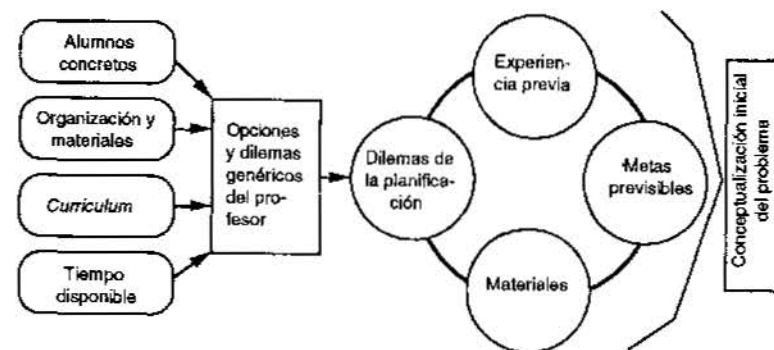 Alumnos
concretos
Organización y
materiales
Curriculum
Tiempo
disponible
Opciones
y dilemas
genéricos
del pro-
fesor
Dilemas de
la planifica-
ción
Experien-
cia previa
Metas
previsibles
Materiales
Conceptualización inicial
del probleme